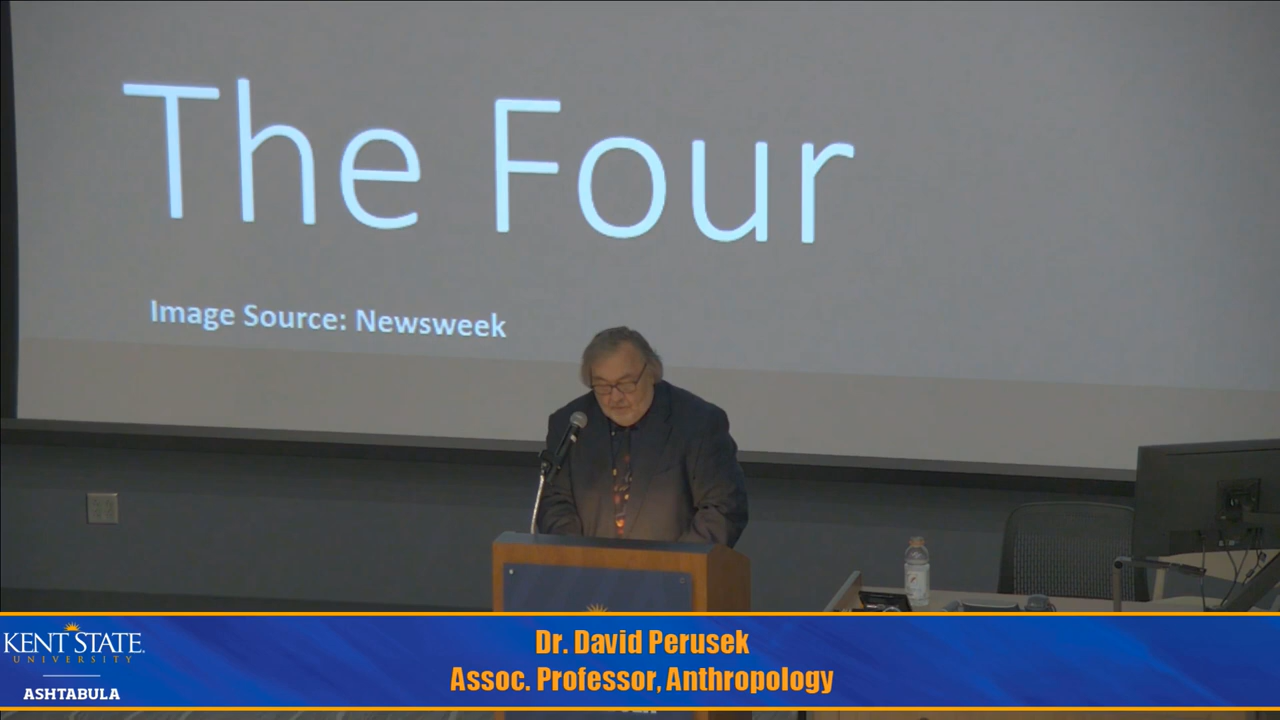 The Four
Image Source: Newsweek
KENT STATE.
UNIVERSITY
ASHTABULA
Dr. David Perusek
Assoc. Professor, Anthropology